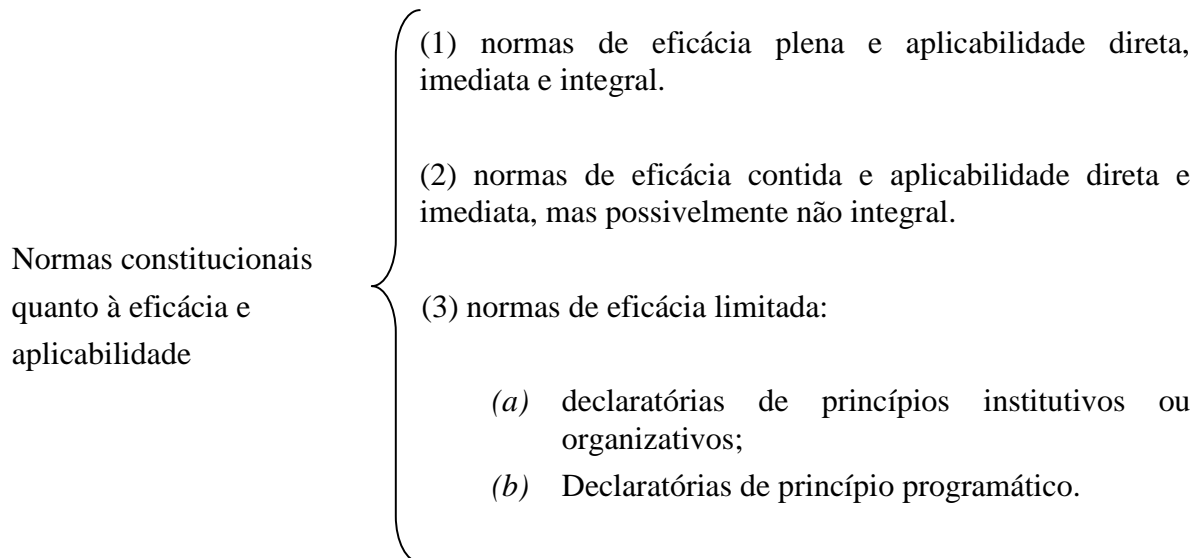 (1) normas de eficácia plena e aplicabilidade direta,
imediata e integral.
(2) normas de eficácia contida e aplicabilidade direta e
imediata, mas possivelmente não integral.
Normas constitucionais
quanto à eficácia e
aplicabilidade
(3) normas de eficácia limitada:
(a) declaratórias de princípios institutivos ou
organizativos;
(b) Declaratórias de princípio programático.